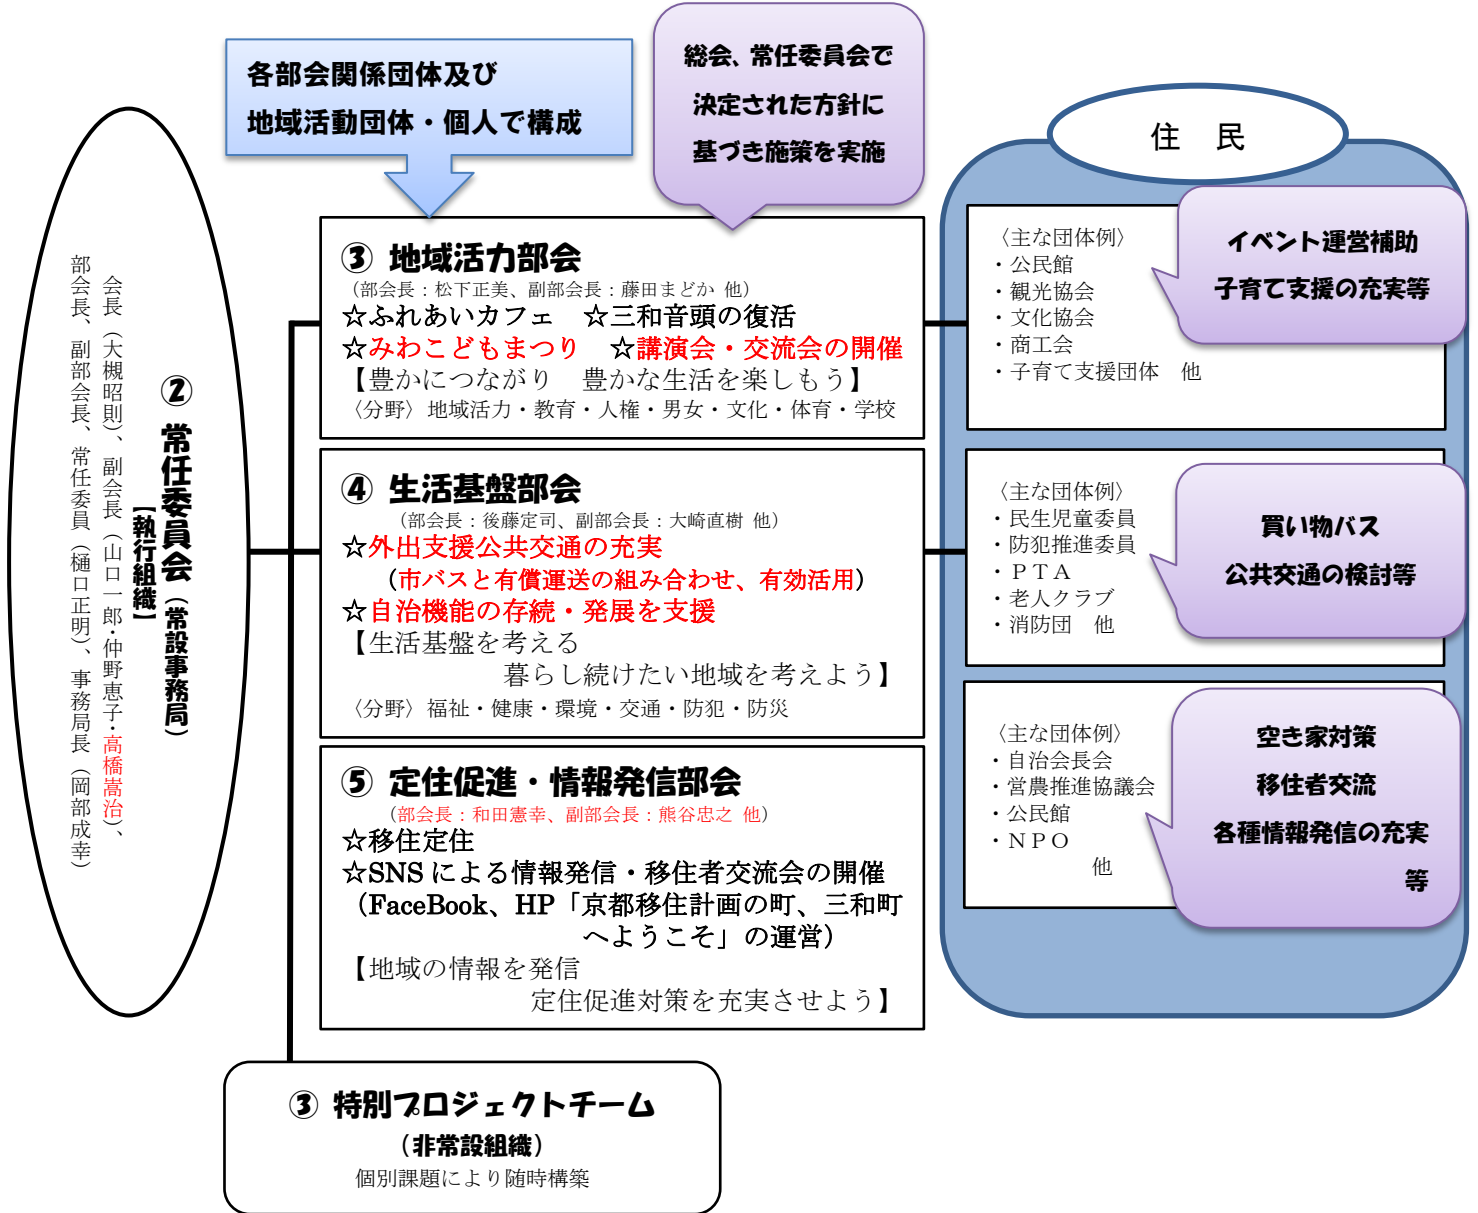 各部会関係団体及び
地域活動団体・個人で構成
総会、常任委員会で
決定された方針に
基づき施策を実施
② 常任委員会（常設事務局）
【執行組織】
会長（大槻昭則）、副会長（山口一郎・仲野恵子・高橋嵩治）、
部会長、副部会長、常任委員（樋口正明）、事務局長（岡部成幸）
③ 地域活力部会
（部会長：松下正美、副部会長：藤田まどか 他）
☆ふれあいカフェ　☆三和音頭の復活
☆みわこどもまつり　☆講演会・交流会の開催
【豊かにつながり　豊かな生活を楽しもう】
〈分野〉地域活力・教育・人権・男女・文化・体育・学校
④ 生活基盤部会
（部会長：後藤定司、副部会長：大崎直樹 他）
☆外出支援公共交通の充実
（市バスと有償運送の組み合わせ、有効活用）
☆自治機能の存続・発展を支援
【生活基盤を考える
暮らし続けたい地域を考えよう】
〈分野〉福祉・健康・環境・交通・防犯・防災
⑤ 定住促進・情報発信部会
（部会長：和田憲幸、副部会長：熊谷忠之 他）
☆移住定住
☆SNS による情報発信・移住者交流会の開催
（FaceBook、HP「京都移住計画の町、三和町
へようこそ」の運営）
【地域の情報を発信
定住促進対策を充実させよう】
③ 特別プロジェクトチーム
（非常設組織）
個別課題により随時構築
住　民
〈主な団体例〉
・公民館
・観光協会
・文化協会
・商工会
・子育て支援団体　他
イベント運営補助
子育て支援の充実等
〈主な団体例〉
・民生児童委員
・防犯推進委員
・ＰＴＡ
・老人クラブ
・消防団　他
買い物バス
公共交通の検討等
〈主な団体例〉
・自治会長会
・営農推進協議会
・公民館
・ＮＰＯ
他
空き家対策
移住者交流
各種情報発信の充実
等